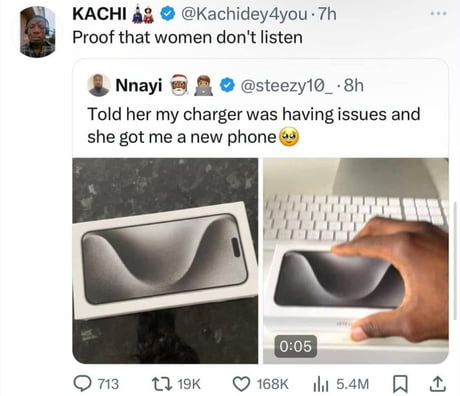 KACHI @Kachidey4you · 7h
Proof that women don't listen
Nnayi @steezy10_ · 8h
Told her my charger was having issues and
she got me a new phone
0:05
713 19K 168K 5.4M